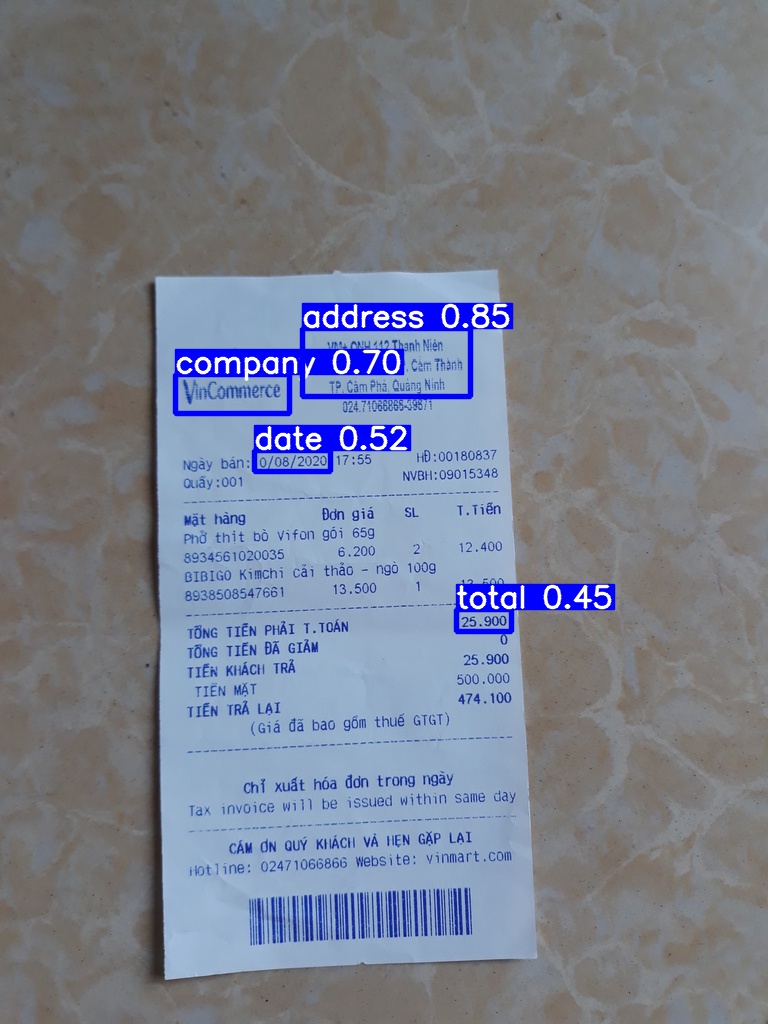 address 0.85
VM+ QNH 112 Thanh Niên
company 0.70
. Cẩm Thành
VinCommerce
TP. Cẩm Phả, Quảng Ninh
024.71066866-39871
date 0.52
Ngày bán: 0/08/2020 17:55 HĐ:00180837
Quầy:001 NVBH:09015348
Mặt hàng Đơn giá SL T.Tiền
Phở thịt bò Vifon gói 65g
8934561020035 6.200 2 12.400
BIBIGO Kimchi cải thảo - ngò 100g
8938508547661 13.500 1 13.500
total 0.45
TỔNG TIỀN PHẢI T.TOÁN 25.900
TỔNG TIỀN ĐÃ GIẢM 0
TIỀN KHÁCH TRẢ 25.900
TIỀN MẶT 500.000
TIỀN TRẢ LẠI 474.100
(Giá đã bao gồm thuế GTGT)
Chỉ xuất hóa đơn trong ngày
Tax invoice will be issued within same day
CẢM ƠN QUÝ KHÁCH VÀ HẸN GẶP LẠI
Hotline: 02471066866 Website: vinmart.com